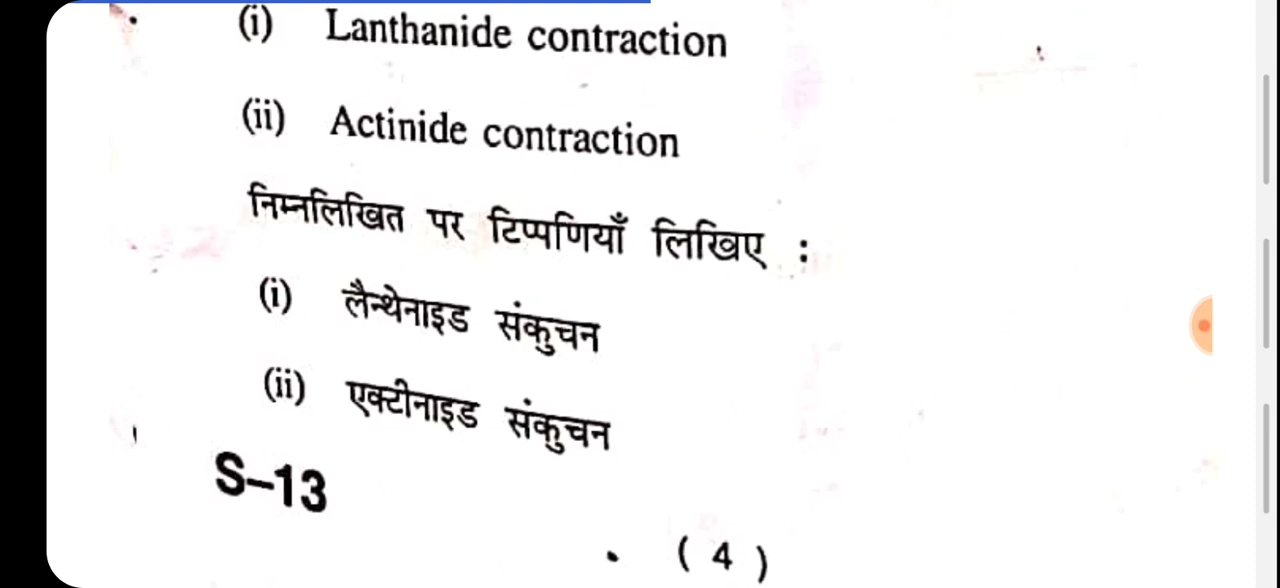 (i) Lanthanide contraction
(ii) Actinide contraction
निम्नलिखित पर टिप्पणियाँ लिखिए :
(i) लैन्थेनाइड संकुचन
(ii) एक्टीनाइड संकुचन
S–13
( 4 )